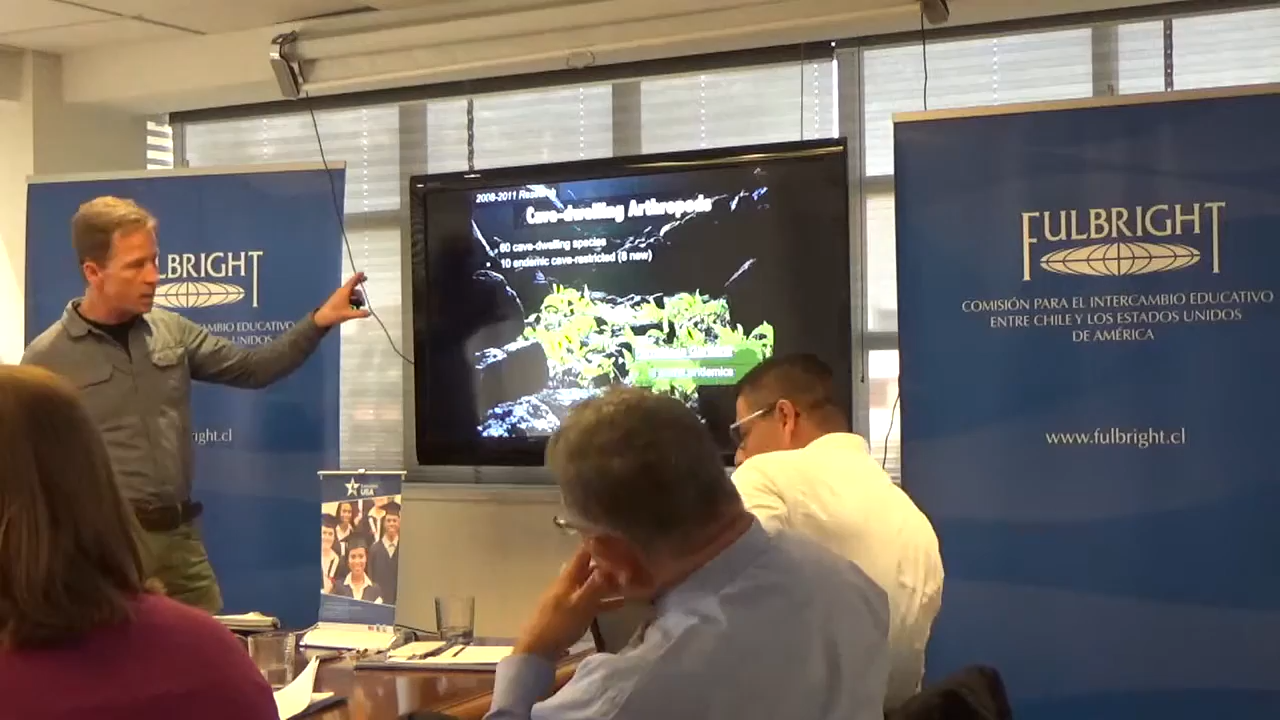 LBRIGHT
AMBIO EDUCATIVO
UNIDOS
right.cl
USA
2008-2011 Research
Cave-dwelling Arthropods
60 cave-dwelling species
10 endemic cave-restricted (8 new)
FULBRIGHT
COMISIÓN PARA EL INTERCAMBIO EDUCATIVO
ENTRE CHILE Y LOS ESTADOS UNIDOS
DE AMÉRICA
www.fulbright.cl